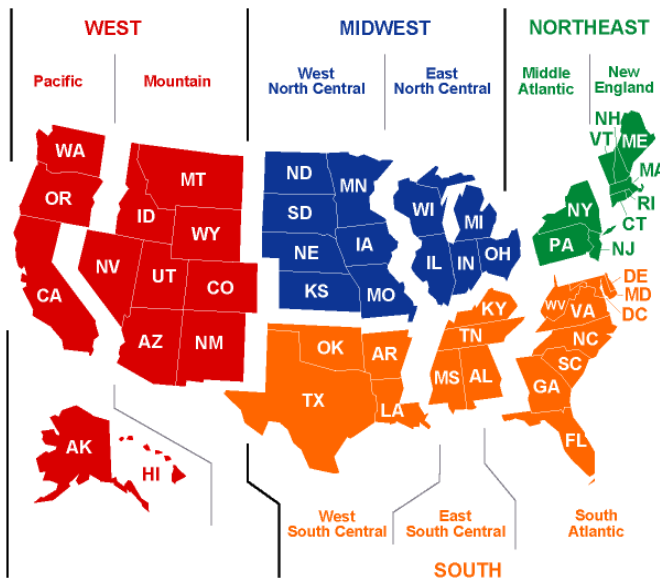 WEST
MIDWEST
NORTHEAST
Pacific
Mountain
West
North Central
East
North Central
Middle
Atlantic
New
England
WA
OR
CA
MT
ID
WY
NV
UT
CO
AZ
NM
AK
HI
ND
SD
NE
KS
MN
IA
MO
WI
MI
IL
IN
OH
NH
VT
ME
MA
RI
CT
NY
PA
NJ
DE
MD
DC
WV
VA
NC
SC
GA
FL
KY
TN
MS
AL
OK
AR
TX
LA
West
South Central
East
South Central
South
Atlantic
SOUTH